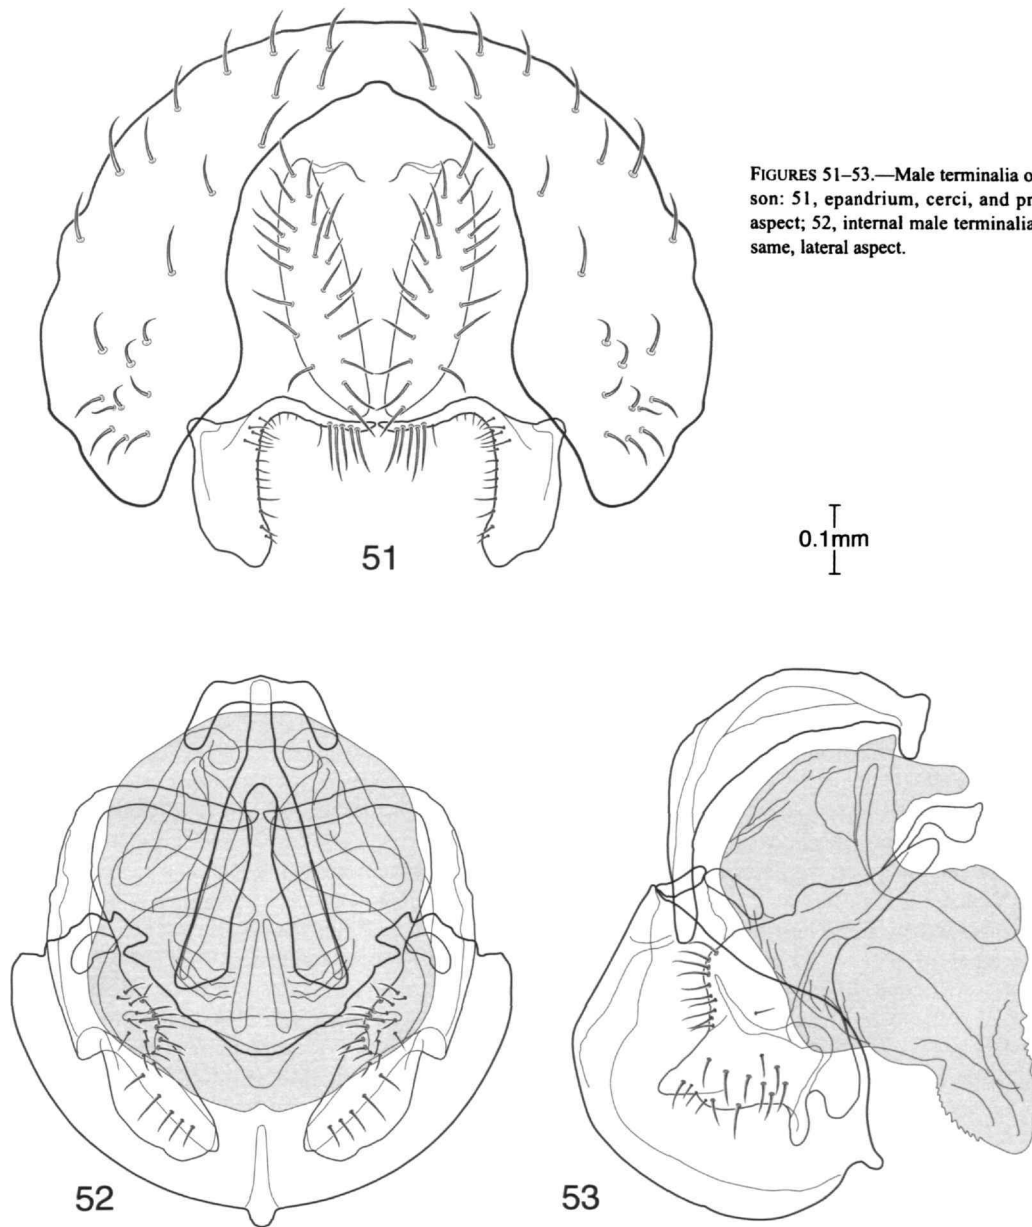 FIGURES 51–53.—Male terminalia o
son: 51, epandrium, cerci, and pr
aspect; 52, internal male terminalia
same, lateral aspect.
51
0.1mm
52
53